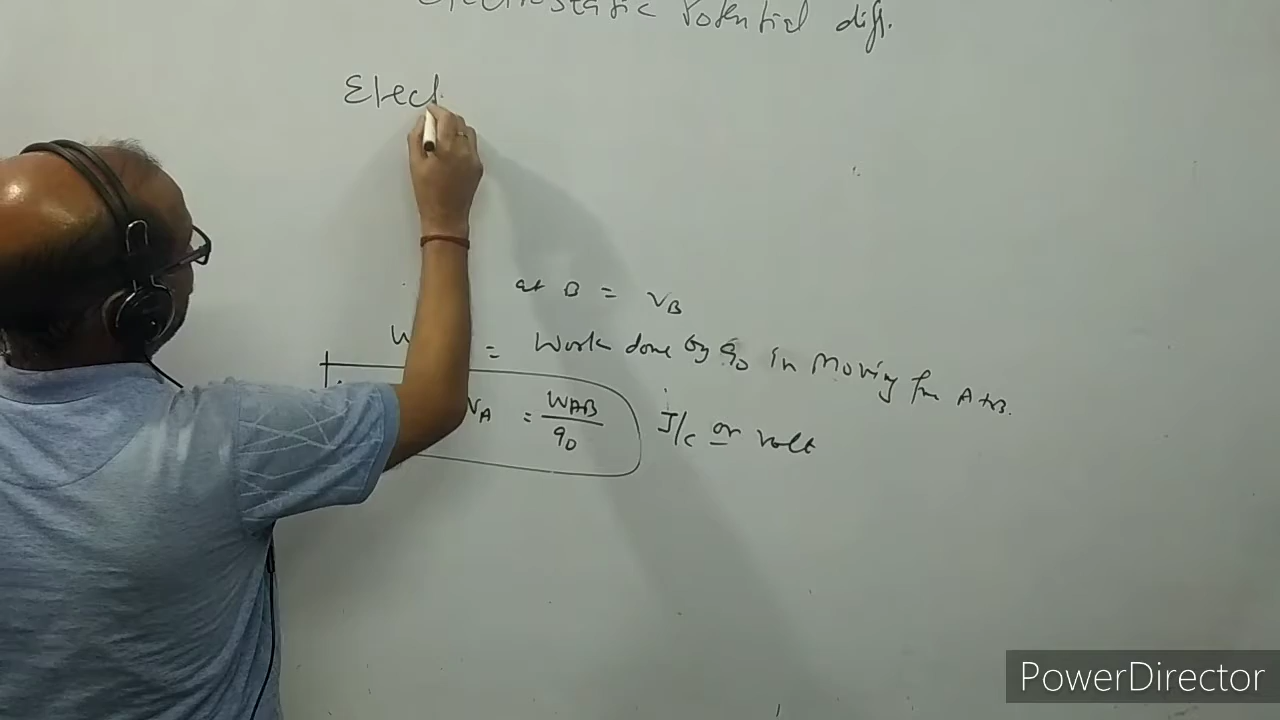 Electrostatic Potential diff.
Elect
at B = VB
= Work done by q0 in Moving from A to B.
VA = WAB/q0 J/C or volt
PowerDirector